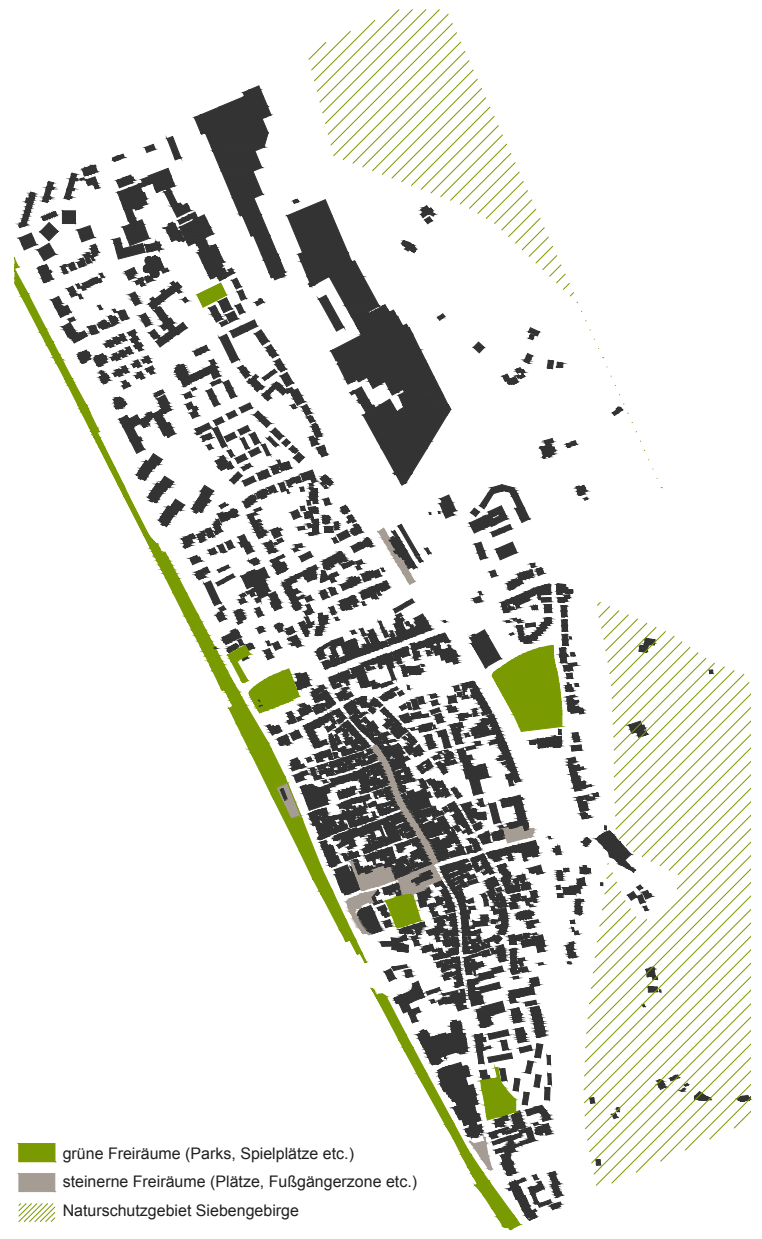 grüne Freiräume (Parks, Spielplätze etc.)
steinerne Freiräume (Plätze, Fußgängerzone etc.)
Naturschutzgebiet Siebengebirge